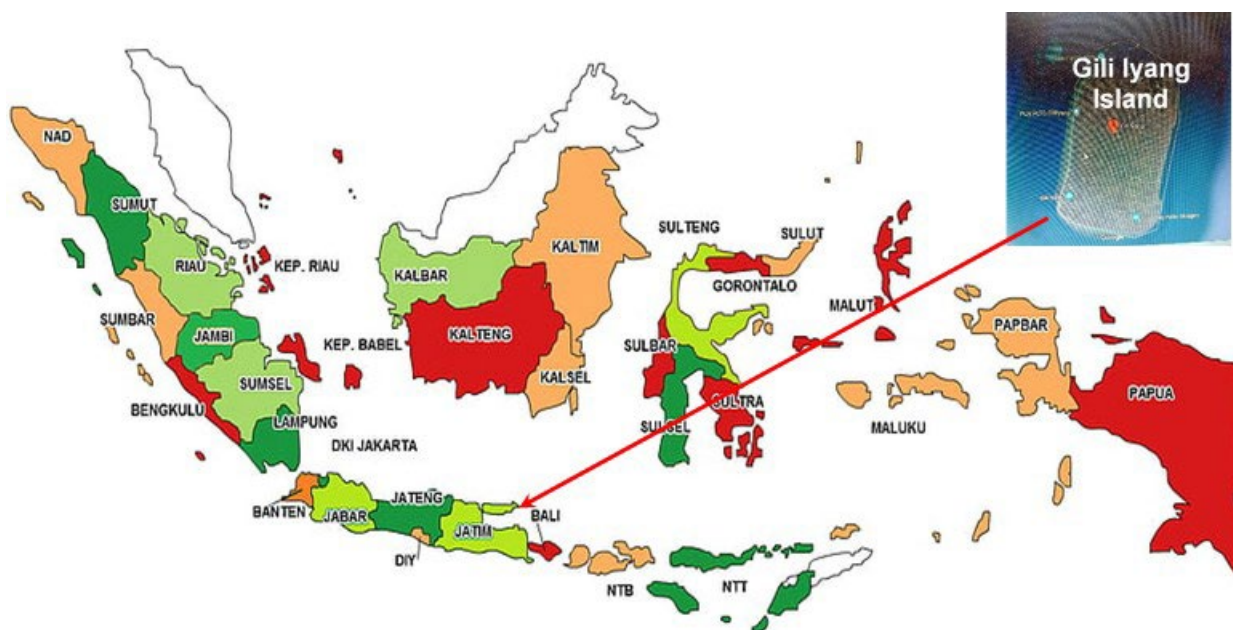 Gili Iyang
Island
NAD
SUMUT
RIAU
KEP. RIAU
SUMBAR
JAMBI
SUMSEL
BENGKULU
LAMPUNG
KEP. BABEL
DKI JAKARTA
KALBAR
KALTIM
KALTENG
KALSEL
SULTENG
SULUT
GORONTALO
SULBAR
SULTRA
SULSEL
MALUT
MALUKU
PAPBAR
PAPUA
BANTEN
JABAR
JATENG
DIY
JATIM
BALI
NTB
NTT